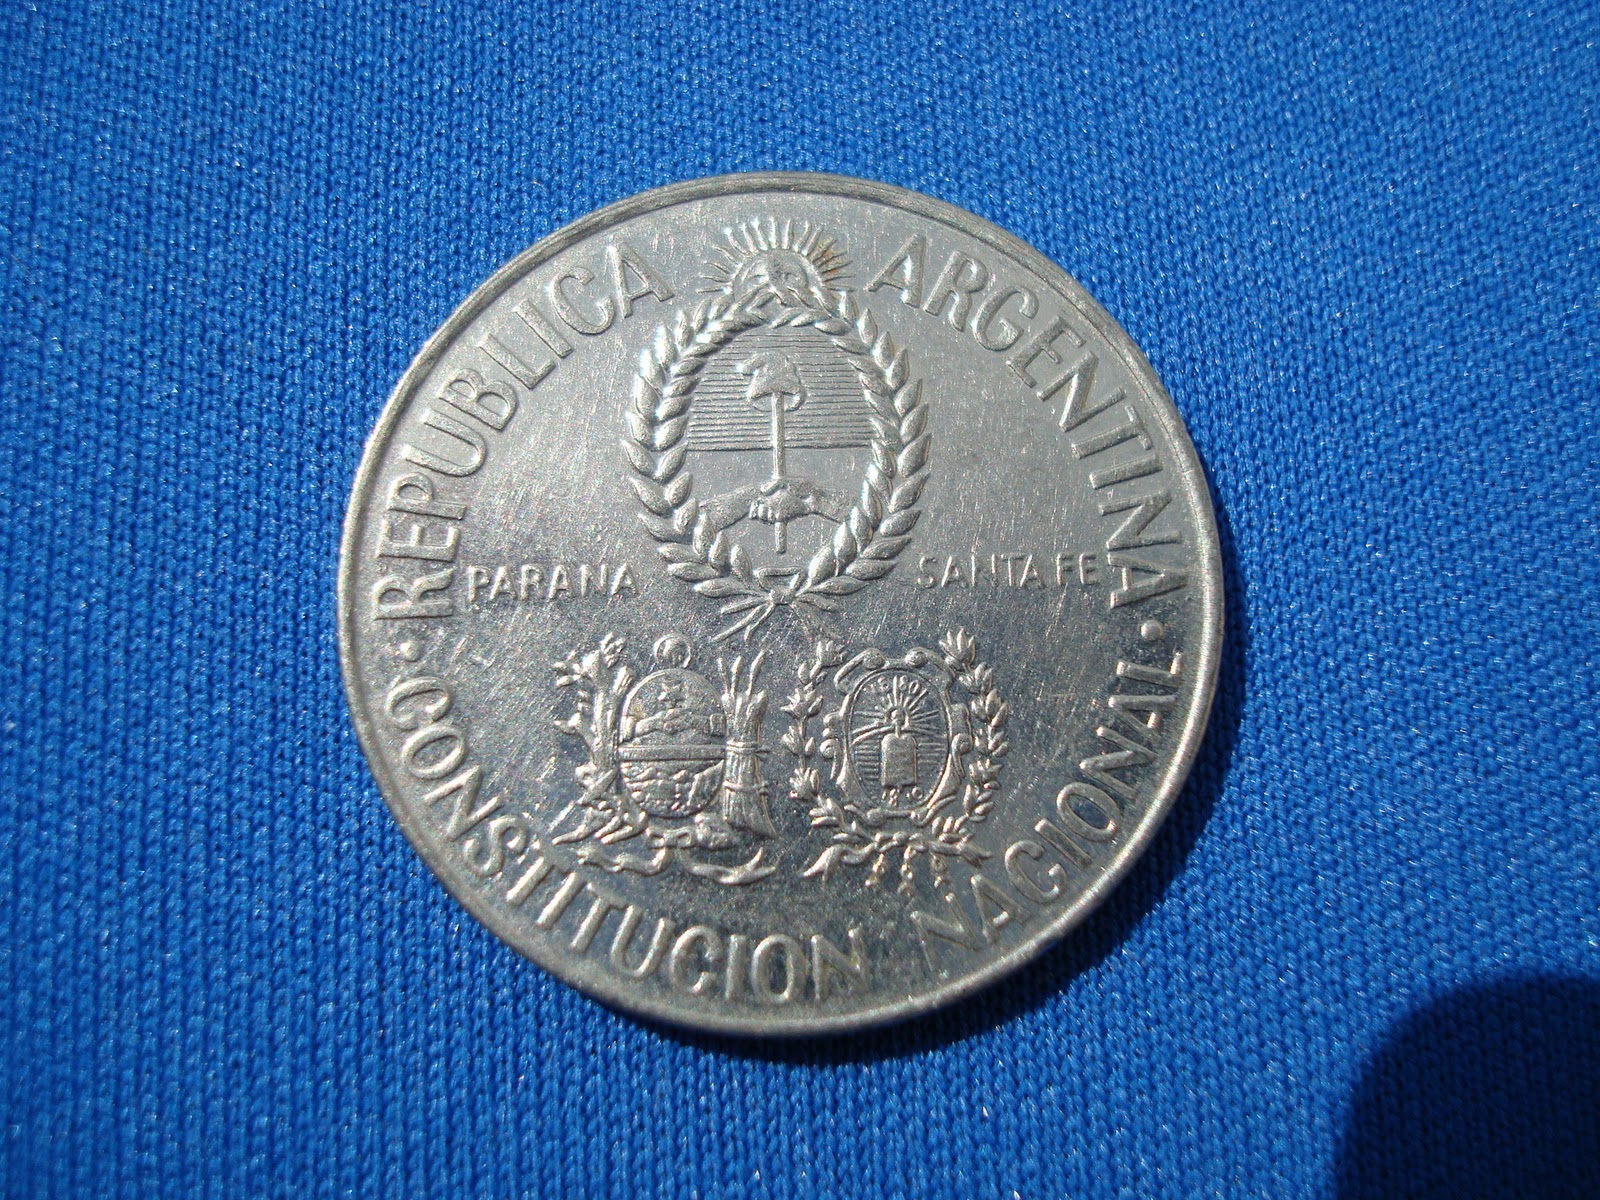 REPUBLICA ARGENTINA
PARANA SANTA FE
· CONSTITUCION NACIONAL ·